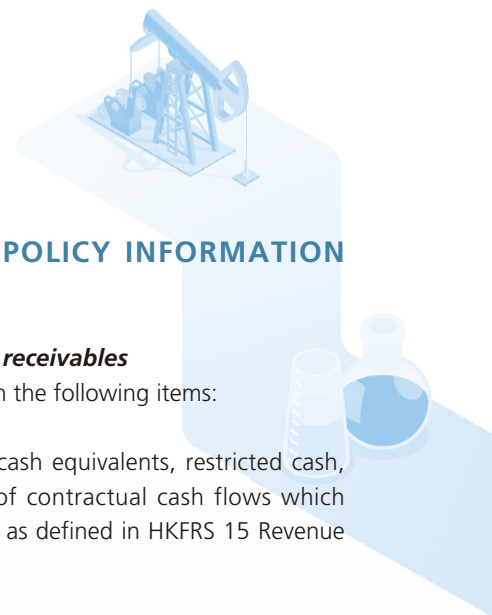 POLICY INFORMATION
receivables
the following items:
cash equivalents, restricted cash,
of contractual cash flows which
as defined in HKFRS 15 Revenue